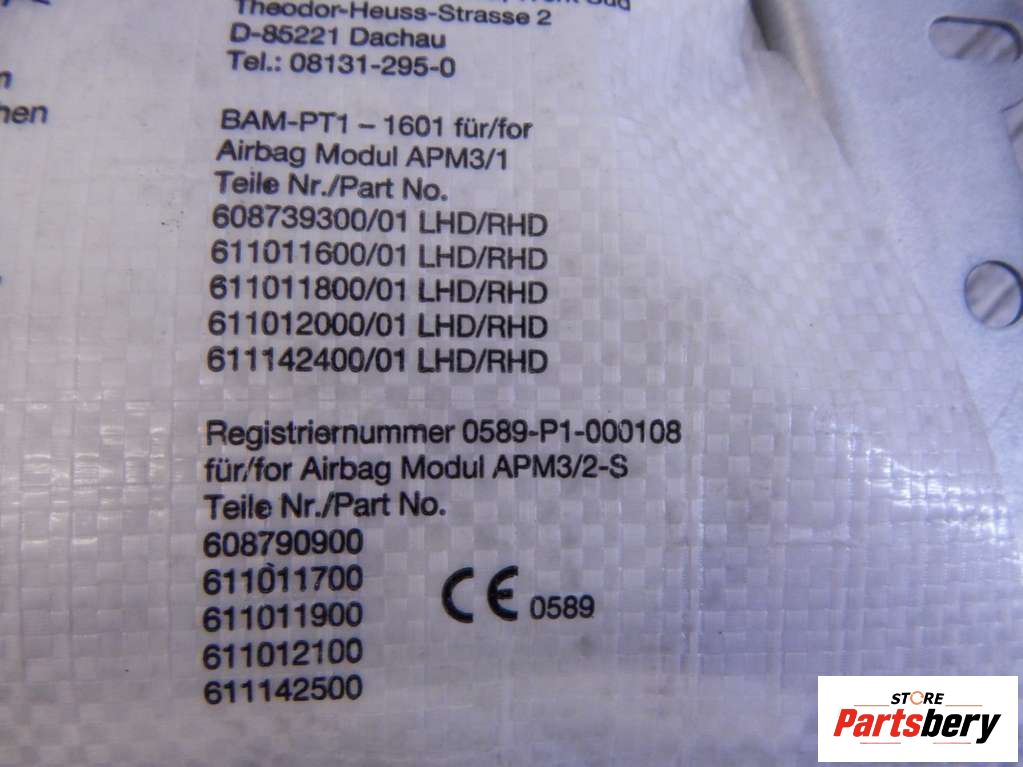 Theodor-Heuss-Strasse 2
D-85221 Dachau
Tel.: 08131-295-0
hen
BAM-PT1 – 1601 für/for
Airbag Modul APM3/1
Teile Nr./Part No.
608739300/01 LHD/RHD
611011600/01 LHD/RHD
611011800/01 LHD/RHD
611012000/01 LHD/RHD
611142400/01 LHD/RHD
Registriernummer 0589-P1-000108
für/for Airbag Modul APM3/2-S
Teile Nr./Part No.
608790900
611011700
611011900
611012100
611142500
CE 0589
STORE
Partsbery